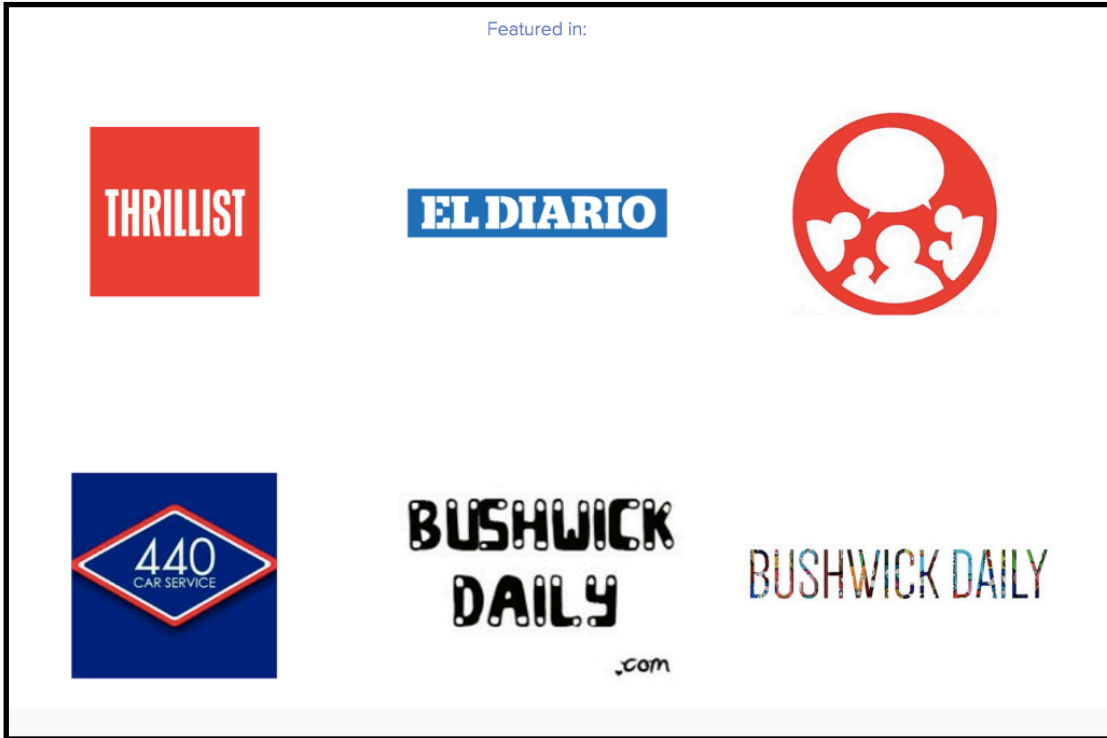 Featured in:
THRILLIST
EL DIARIO
440
CAR SERVICE
BUSHWICK
DAILY
.com
BUSHWICK DAILY